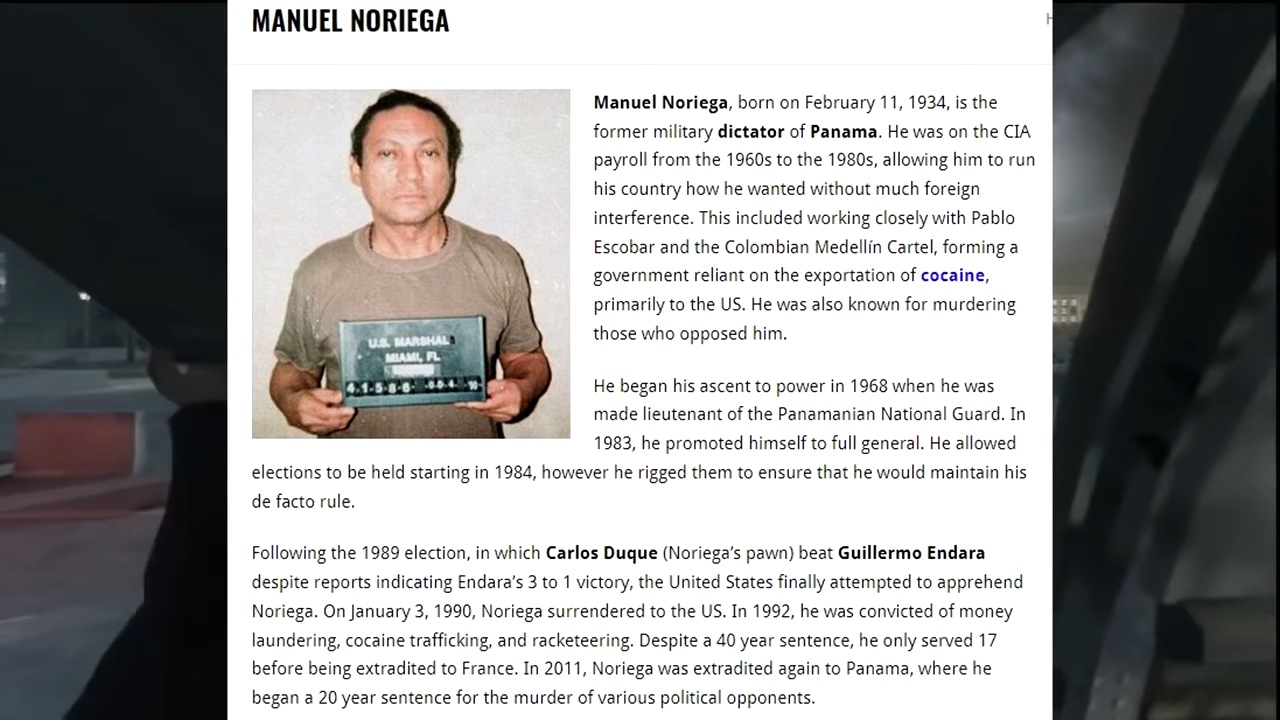 MANUEL NORIEGA
Manuel Noriega, born on February 11, 1934, is the
former military dictator of Panama. He was on the CIA
payroll from the 1960s to the 1980s, allowing him to run
his country how he wanted without much foreign
interference. This included working closely with Pablo
Escobar and the Colombian Medellín Cartel, forming a
government reliant on the exportation of cocaine,
primarily to the US. He was also known for murdering
those who opposed him.
U.S. MARSHAL
MIAMI, FL
41586 004
He began his ascent to power in 1968 when he was
made lieutenant of the Panamanian National Guard. In
1983, he promoted himself to full general. He allowed
elections to be held starting in 1984, however he rigged them to ensure that he would maintain his
de facto rule.
Following the 1989 election, in which Carlos Duque (Noriega’s pawn) beat Guillermo Endara
despite reports indicating Endara’s 3 to 1 victory, the United States finally attempted to apprehend
Noriega. On January 3, 1990, Noriega surrendered to the US. In 1992, he was convicted of money
laundering, cocaine trafficking, and racketeering. Despite a 40 year sentence, he only served 17
before being extradited to France. In 2011, Noriega was extradited again to Panama, where he
began a 20 year sentence for the murder of various political opponents.